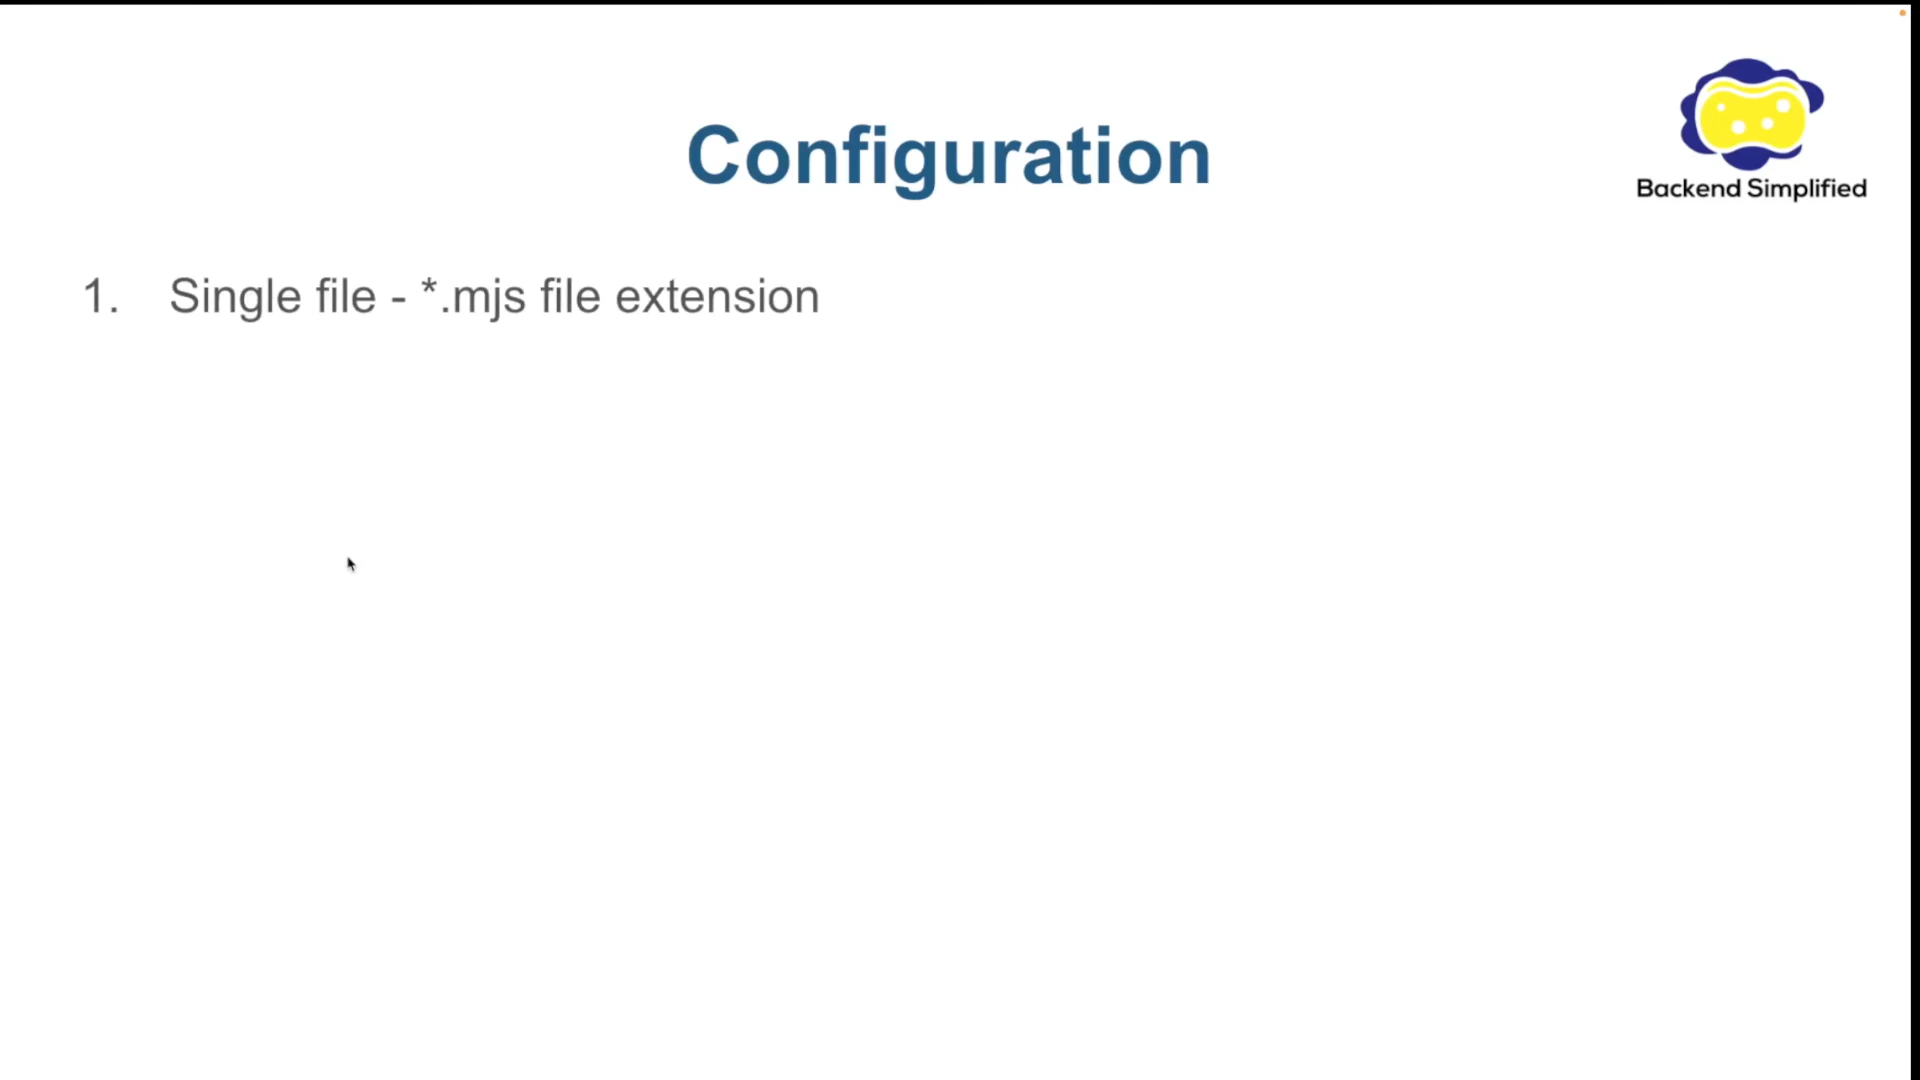 Configuration
Backend Simplified
1. Single file - *.mjs file extension